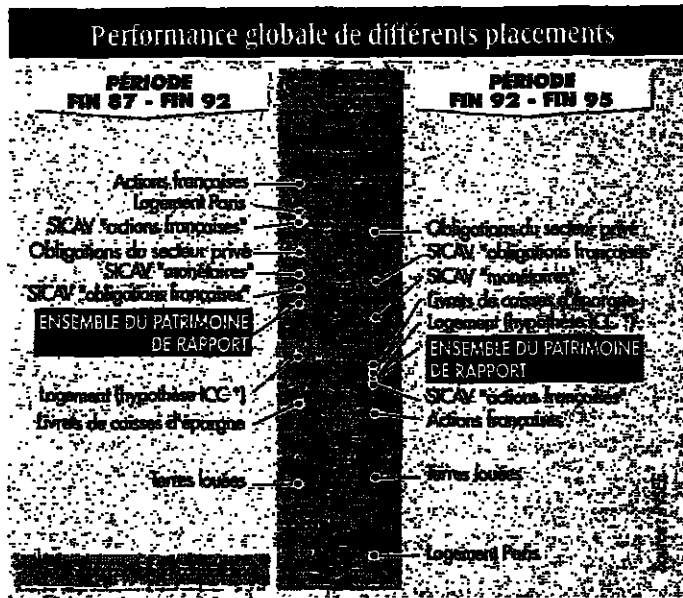 Performance globale de différents placements
PÉRIODE
FIN 87 - FIN 92
Actions françaises
Logement Paris
SICAV "actions françaises"
Obligations du secteur privé
SICAV "monétaires"
SICAV "obligations françaises"
ENSEMBLE DU PATRIMOINE
DE RAPPORT
Logement (hypothèse ICC *)
Livrets de caisses d'épargne
Terres louées
PÉRIODE
FIN 92 - FIN 95
Obligations du secteur privé
SICAV "obligations françaises"
SICAV "monétaires"
Livrets de caisses d'épargne
Logement (hypothèse ICC *)
ENSEMBLE DU PATRIMOINE
DE RAPPORT
SICAV "actions françaises"
Actions françaises
Terres louées
Logement Paris